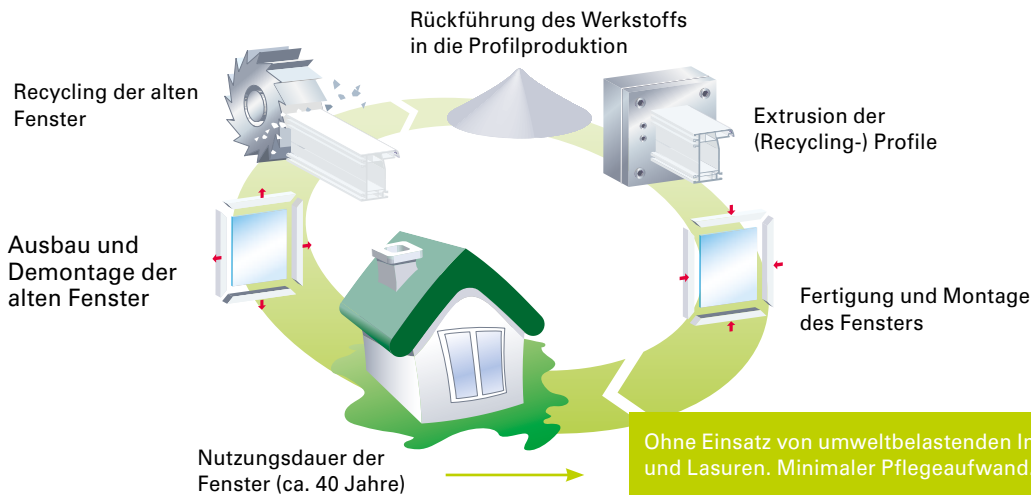 Rückführung des Werkstoffs
in die Profilproduktion
Recycling der alten
Fenster
Extrusion der
(Recycling-) Profile
Ausbau und
Demontage der
alten Fenster
Fertigung und Montage
des Fensters
Ohne Einsatz von umweltbelastenden
und Lasuren. Minimaler Pflegeaufwand.
Nutzungsdauer der
Fenster (ca. 40 Jahre)